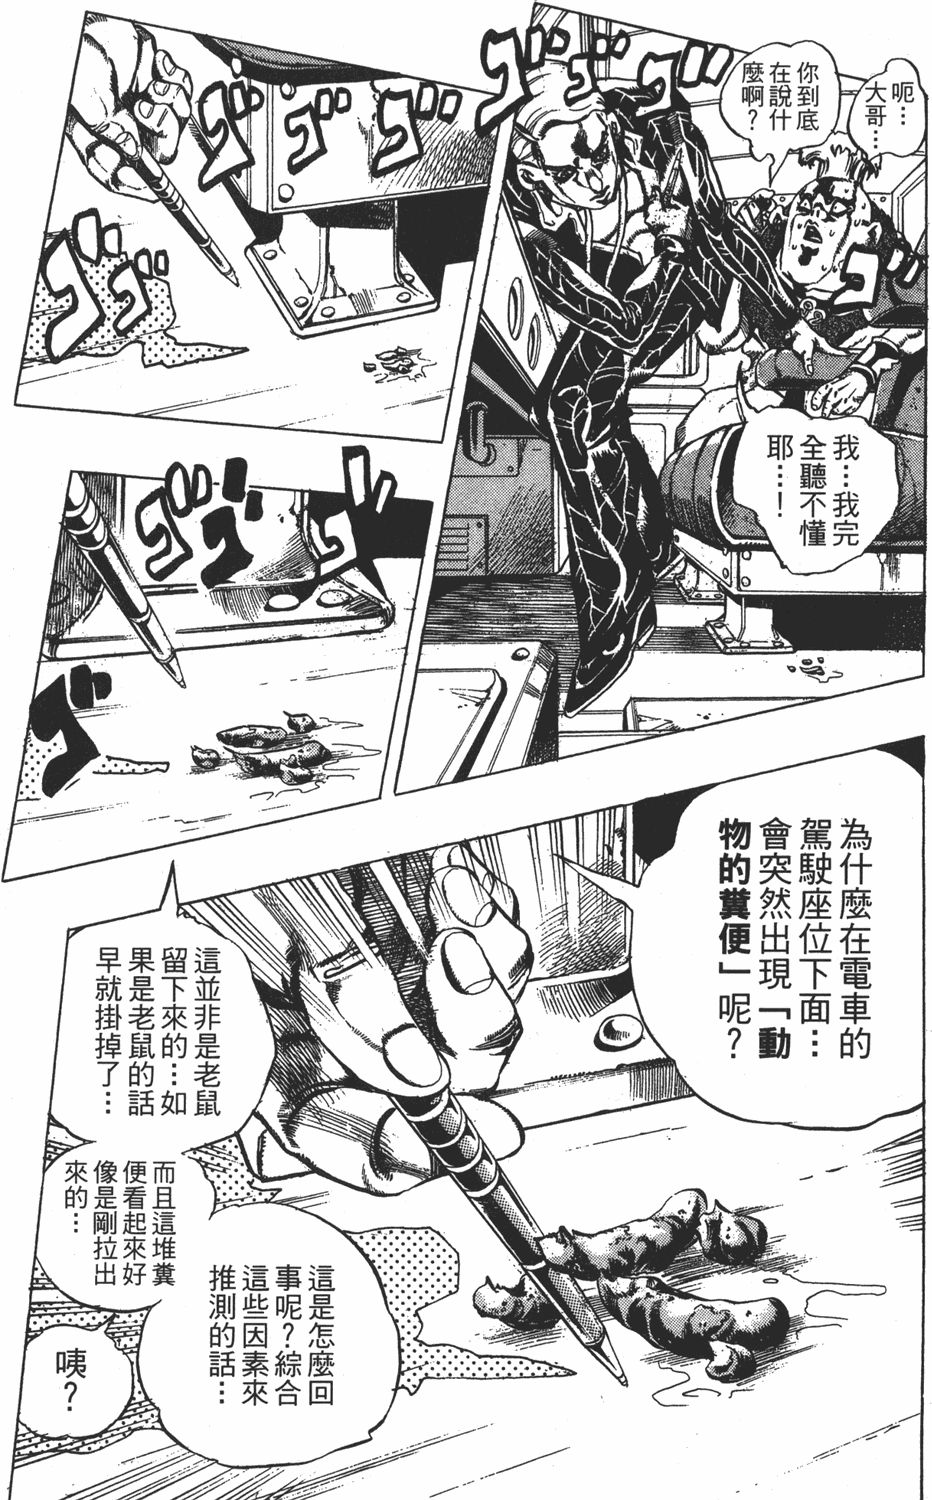 呃…
大哥…
你到底
在說什
麼啊？
ゴゴゴゴ
我…我完
全聽不懂
耶…！
ゴゴゴゴ
ゴゴゴ
ゴゴゴゴ
ゴ
為什麼在電車的
駕駛座位下面…
會突然出現「動
物的糞便」呢？
這並非是老鼠
留下來的…如
果是老鼠的話
早就掛掉了…
而且這堆糞
便看起來好
像是剛拉出
來的…
這是怎麼回
事呢？綜合
這些因素來
推測的話…
咦？